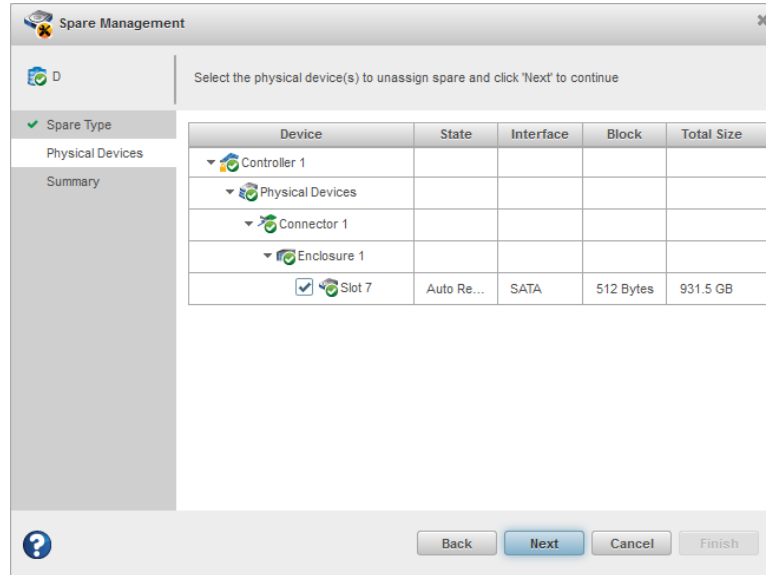 Spare Management
D
Select the physical device(s) to unassign spare and click 'Next' to continue
Spare Type
Physical Devices
Summary
Device State Interface Block Total Size
Controller 1
Physical Devices
Connector 1
Enclosure 1
Slot 7 Auto Re... SATA 512 Bytes 931.5 GB
? Back Next Cancel Finish